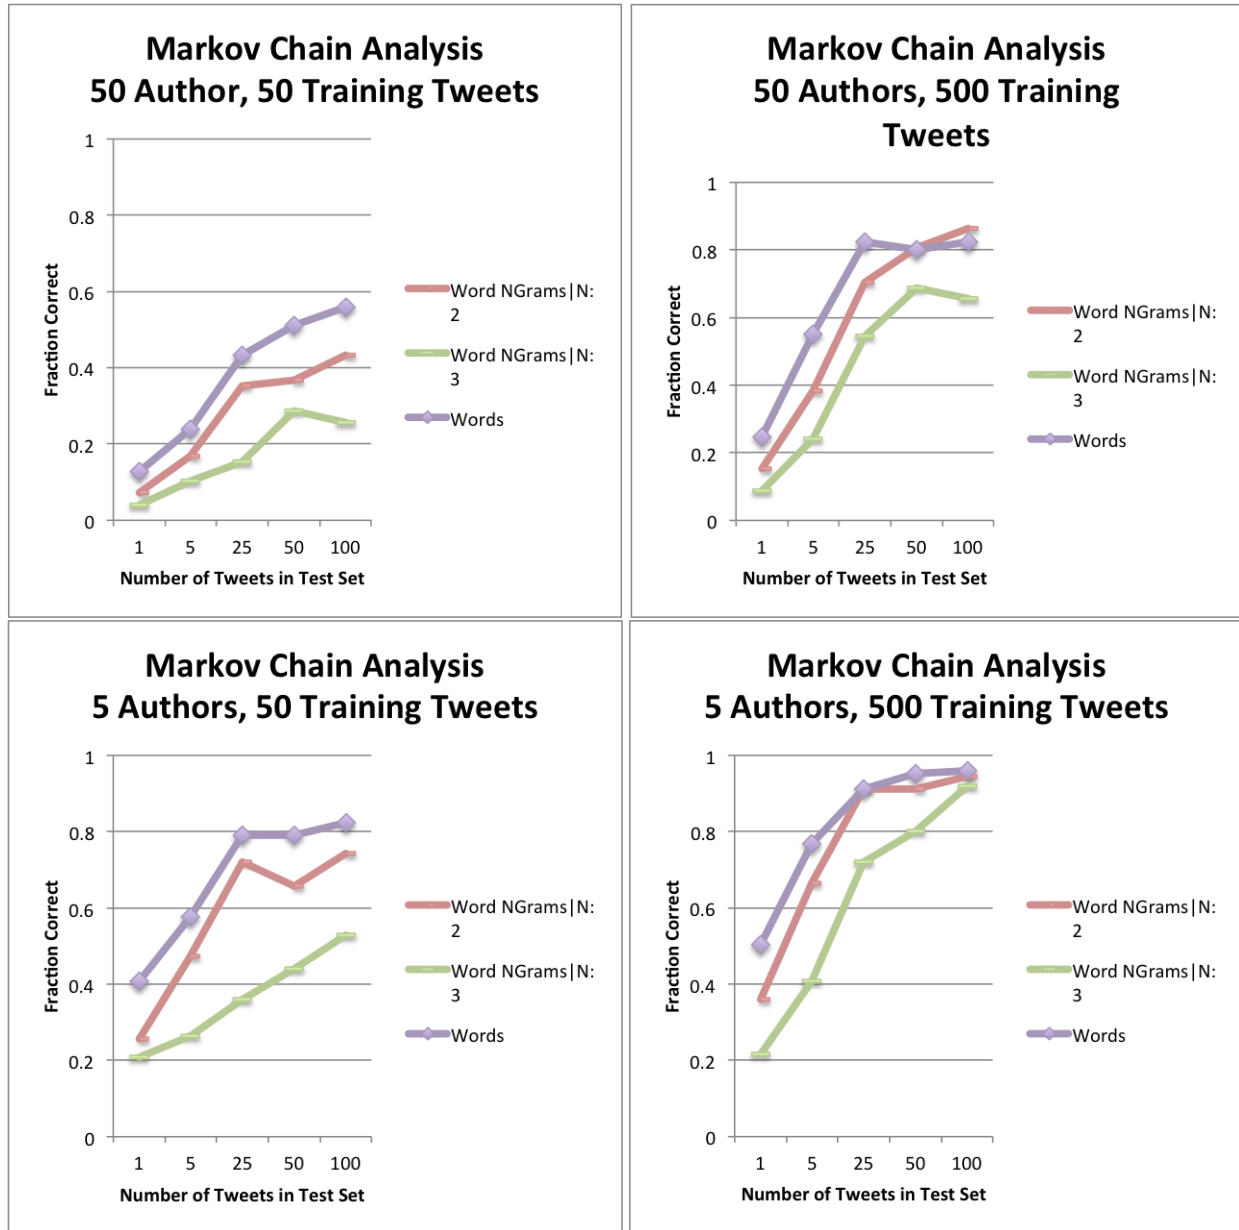 Markov Chain Analysis
50 Author, 50 Training Tweets
1
0.8
0.6
0.4
0.2
0
Fraction Correct
1 5 25 50 100
Number of Tweets in Test Set
Word NGrams|N:
2
Word NGrams|N:
3
Words
Markov Chain Analysis
50 Authors, 500 Training
Tweets
1
0.8
0.6
0.4
0.2
0
Fraction Correct
1 5 25 50 100
Number of Tweets in Test Set
Word NGrams|N:
2
Word NGrams|N:
3
Words
Markov Chain Analysis
5 Authors, 50 Training Tweets
1
0.8
0.6
0.4
0.2
0
Fraction Correct
1 5 25 50 100
Number of Tweets in Test Set
Word NGrams|N:
2
Word NGrams|N:
3
Words
Markov Chain Analysis
5 Authors, 500 Training Tweets
1
0.8
0.6
0.4
0.2
0
Fraction Correct
1 5 25 50 100
Number of Tweets in Test Set
Word NGrams|N:
2
Word NGrams|N:
3
Words